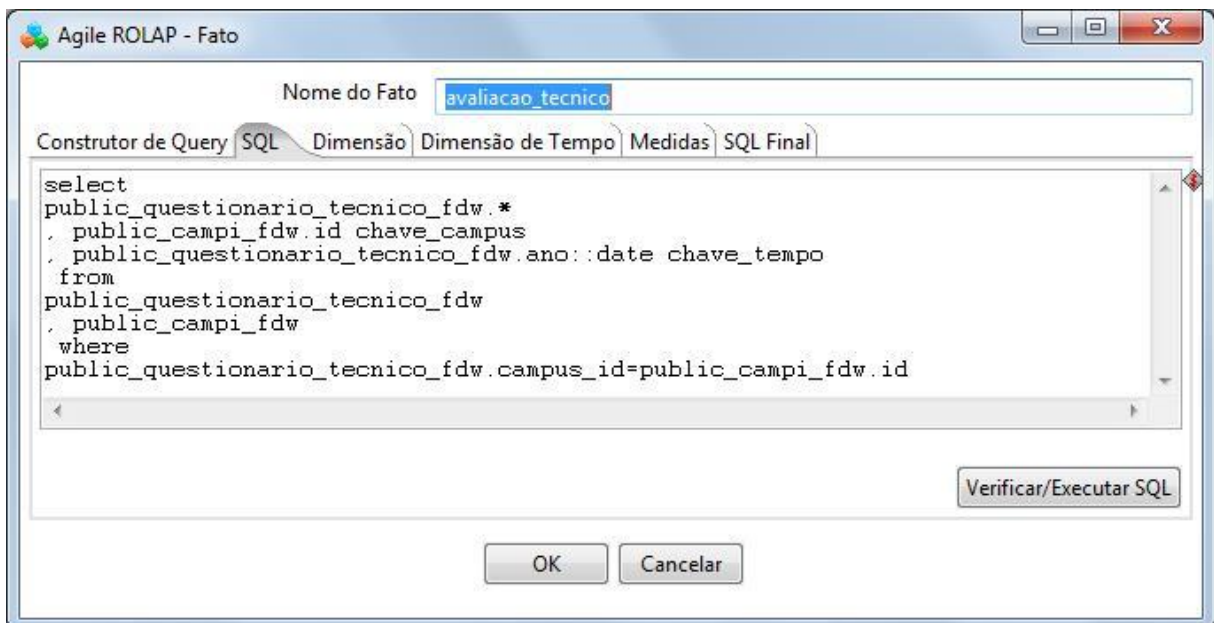 Agile ROLAP - Fato
Nome do Fato avaliacao_tecnico
Construtor de Query SQL Dimensão Dimensão de Tempo Medidas SQL Final
select
public_questionario_tecnico_fdw.*
, public_campi_fdw.id chave_campus
, public_questionario_tecnico_fdw.ano::date chave_tempo
from
public_questionario_tecnico_fdw
, public_campi_fdw
where
public_questionario_tecnico_fdw.campus_id=public_campi_fdw.id
Verificar/Executar SQL
OK Cancelar